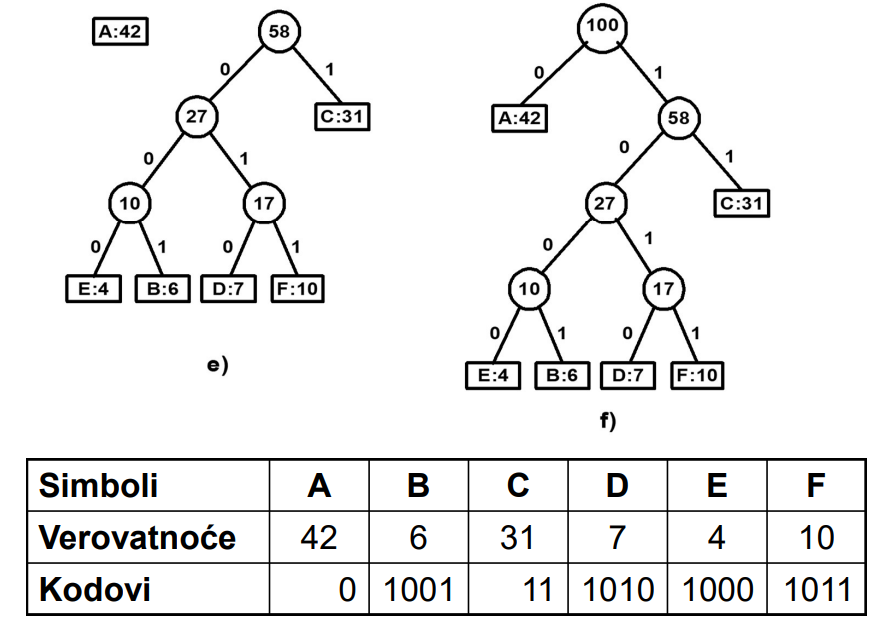 A:42
58
0 1
27
C:31
0 1
10 17
0 1 0 1
E:4 B:6 D:7 F:10
e)
100
0 1
A:42
58
0 1
27
C:31
0 1
10 17
0 1 0 1
E:4 B:6 D:7 F:10
f)
Simboli A B C D E F
Verovatnoće 42 6 31 7 4 10
Kodovi 0 1001 11 1010 1000 1011